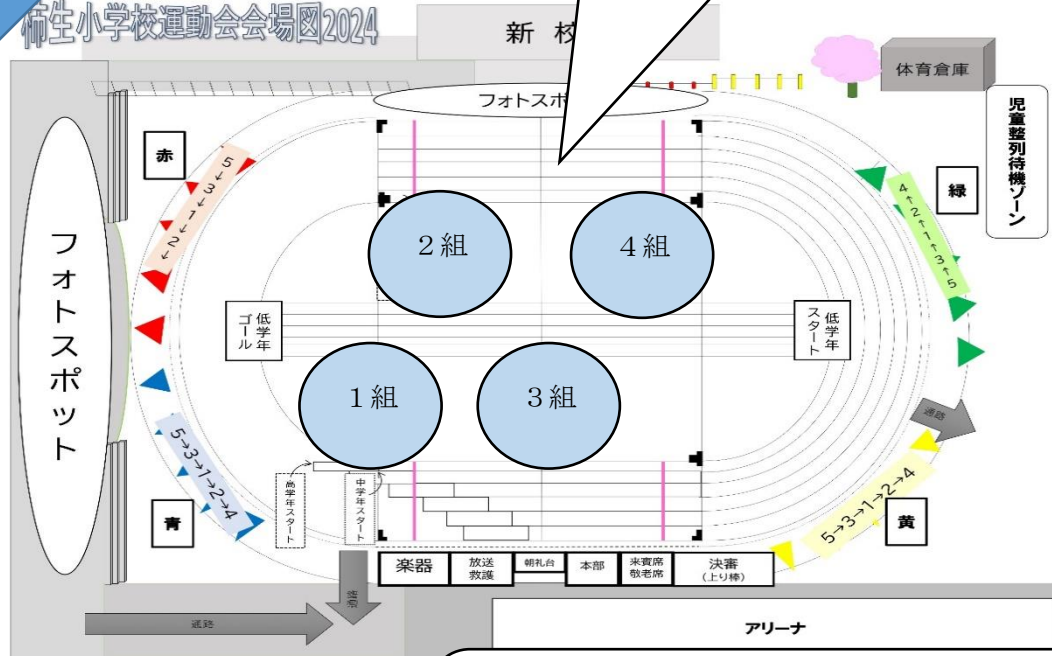 柿生小学校運動会会場図2024
新 校
体育倉庫
フォトスポ
児童整列待機ゾーン
赤
5↓3↓1↓2↓
緑
4↑2↑1↑3↑5
フォトスポット
2組
4組
低学年
ゴール
低学年
スタート
1組
3組
通路
5→3→1→2→4
青
高学年スタート
中学年スタート
5→3→1→2→4
黄
楽器
放送
救護
朝礼台
本部
来賓席
敬老席
決審
(上り棒)
通路
通路
アリーナ